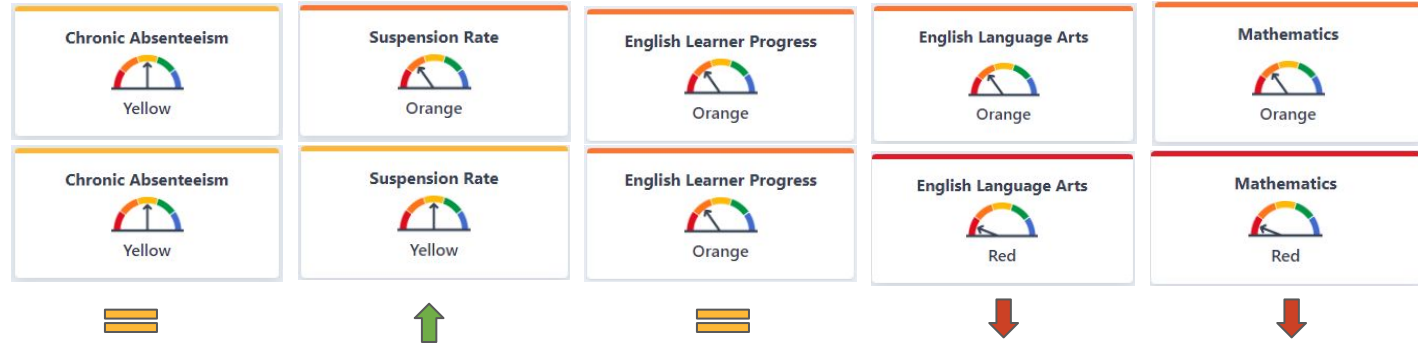 Chronic Absenteeism
Yellow
Suspension Rate
Orange
English Learner Progress
Orange
English Language Arts
Orange
Mathematics
Orange
Chronic Absenteeism
Yellow
Suspension Rate
Yellow
English Learner Progress
Orange
English Language Arts
Red
Mathematics
Red